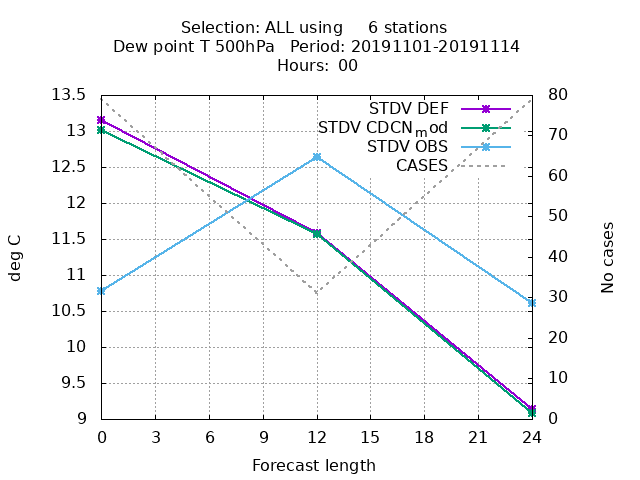 Selection: ALL using     6 stations
Dew point T 500hPa   Period: 20191101-20191114
Hours:  00
STDV DEF
STDV CDCNmod
STDV OBS
CASES
13.5
13
12.5
12
11.5
11
10.5
10
9.5
9
deg C
80
70
60
50
40
30
20
10
0
No cases
0 3 6 9 12 15 18 21 24
Forecast length